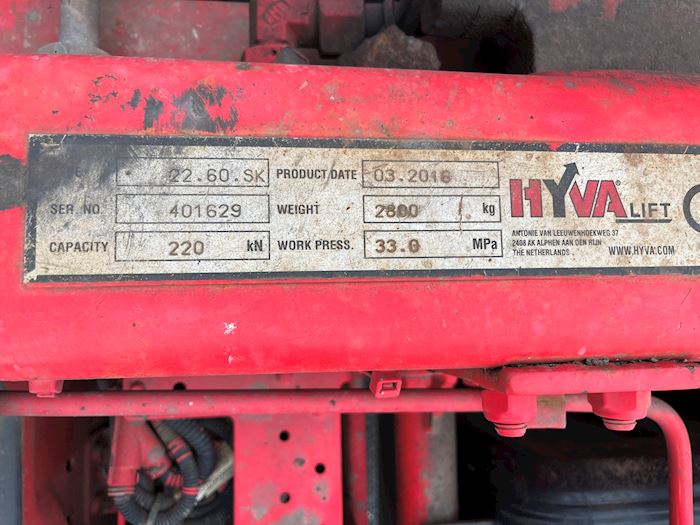 22.60.SK PRODUCT DATE 03.2016
SER. NO. 401629 WEIGHT kg
CAPACITY 220 kN WORK PRESS. 33.0 MPa
HYVA® LIFT
ANTONIE VAN LEEUWENHOEKWEG 37
2408 AK ALPHEN AAN DEN RIJN
THE NETHERLANDS WWW.HYVA.COM